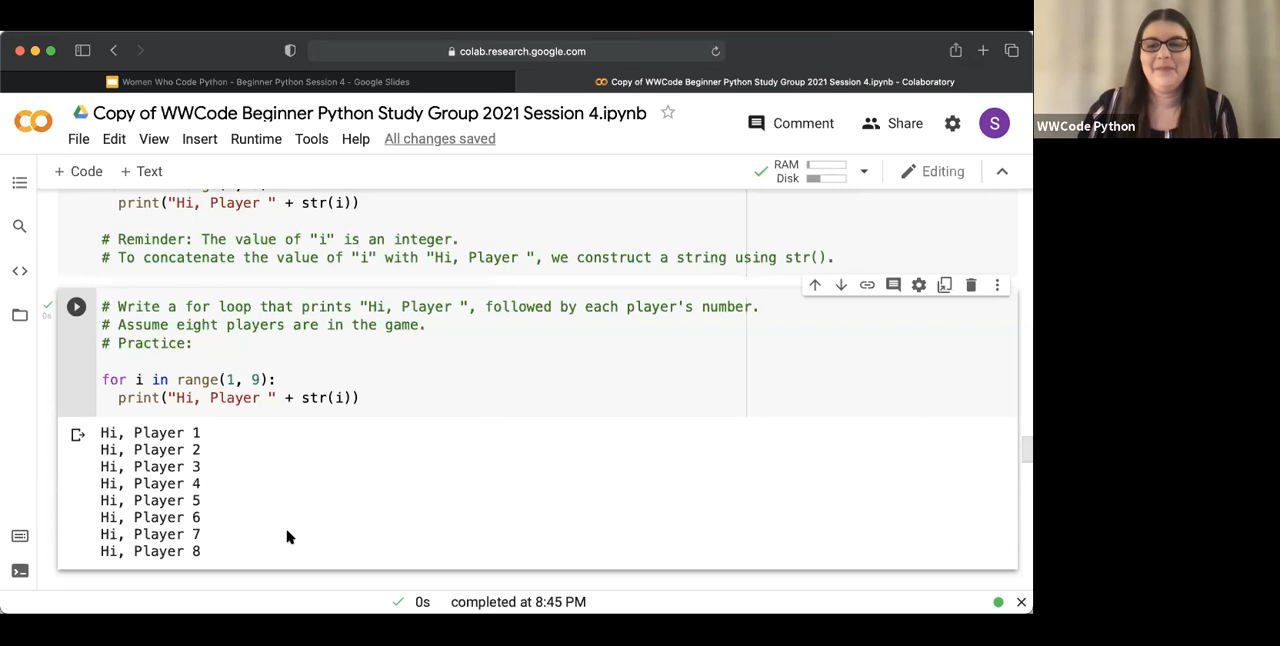 colab.research.google.com
Women Who Code Python - Beginner Python Session 4 - Google Slides
Copy of WWCode Beginner Python Study Group 2021 Session 4.ipynb - Colaboratory
Copy of WWCode Beginner Python Study Group 2021 Session 4.ipynb
Comment
Share
S
File Edit View Insert Runtime Tools Help All changes saved
WWCode Python
+ Code + Text
RAM
Disk
Editing
print("Hi, Player " + str(i))
# Reminder: The value of "i" is an integer.
# To concatenate the value of "i" with "Hi, Player ", we construct a string using str().
0s
# Write a for loop that prints "Hi, Player ", followed by each player's number.
# Assume eight players are in the game.
# Practice:
for i in range(1, 9):
print("Hi, Player " + str(i))
Hi, Player 1
Hi, Player 2
Hi, Player 3
Hi, Player 4
Hi, Player 5
Hi, Player 6
Hi, Player 7
Hi, Player 8
0s completed at 8:45 PM